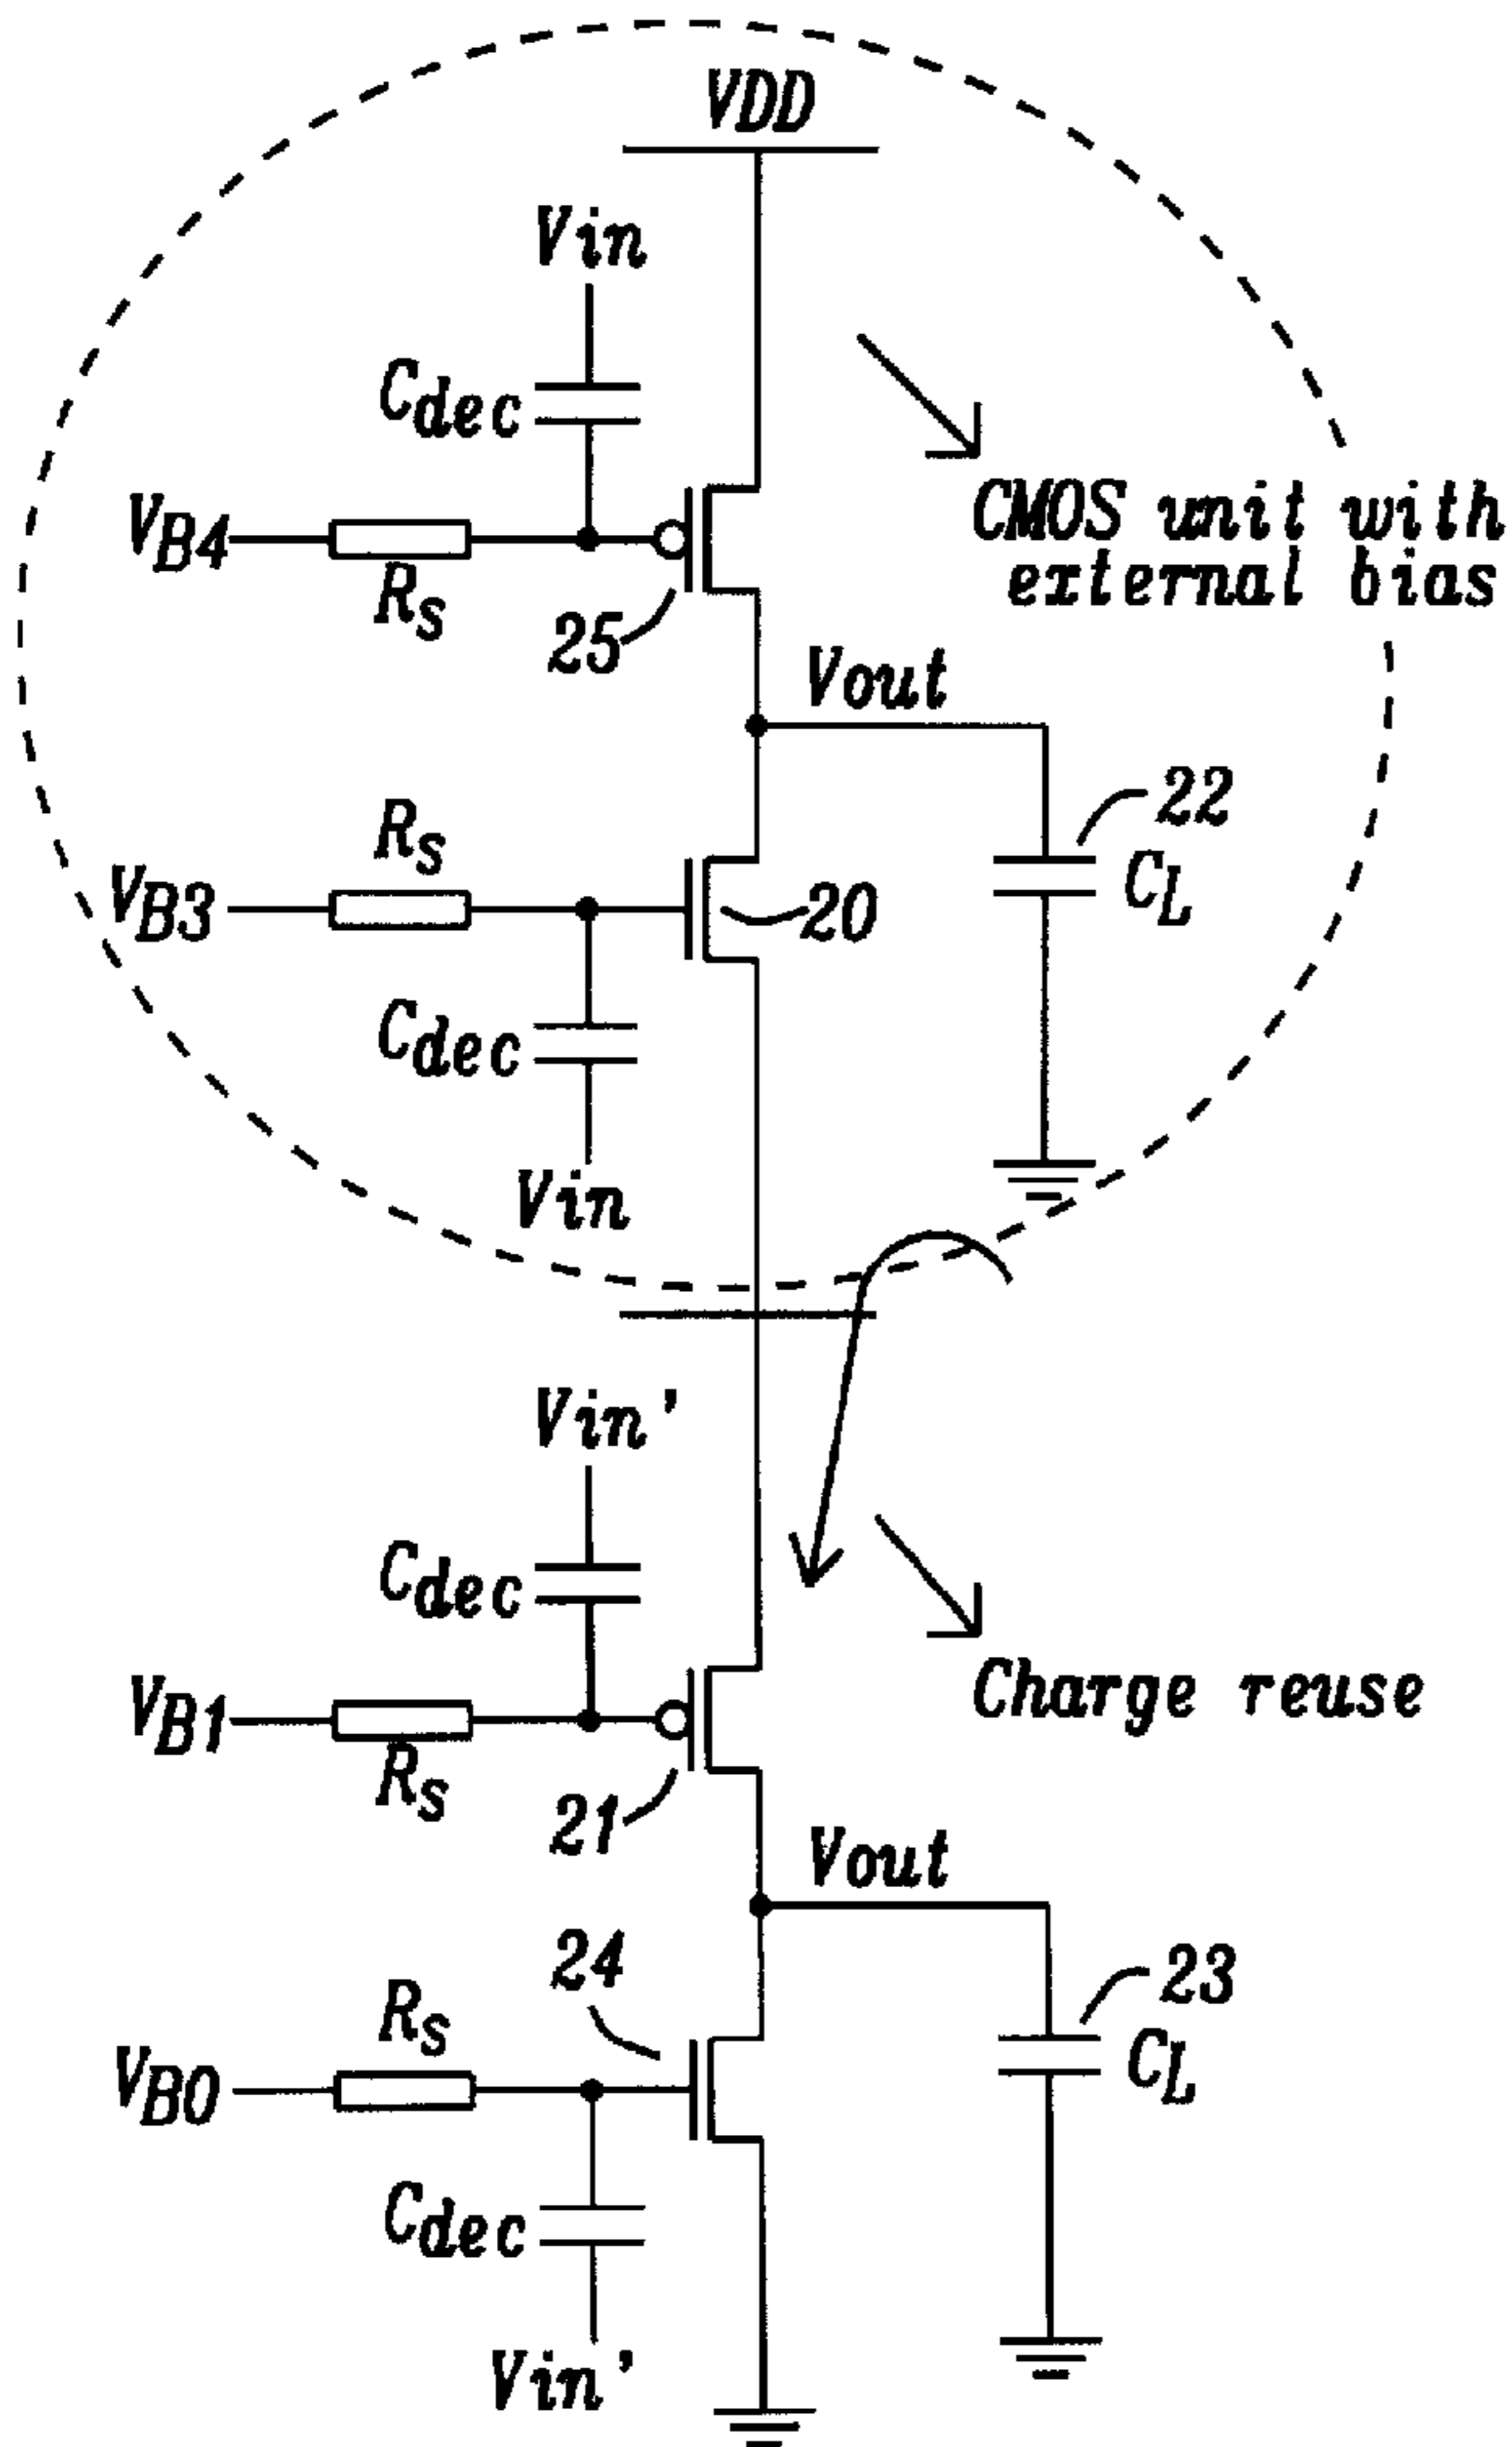 VDD
Vin
Cdec
VB4
Rs
25
CMOS unit with
external bias
Vout
22
CL
Rs
VB3
20
Cdec
Vin
Vin'
Cdec
VB1
Rs
21
Charge reuse
Vout
24
23
CL
Rs
VB0
Cdec
Vin'